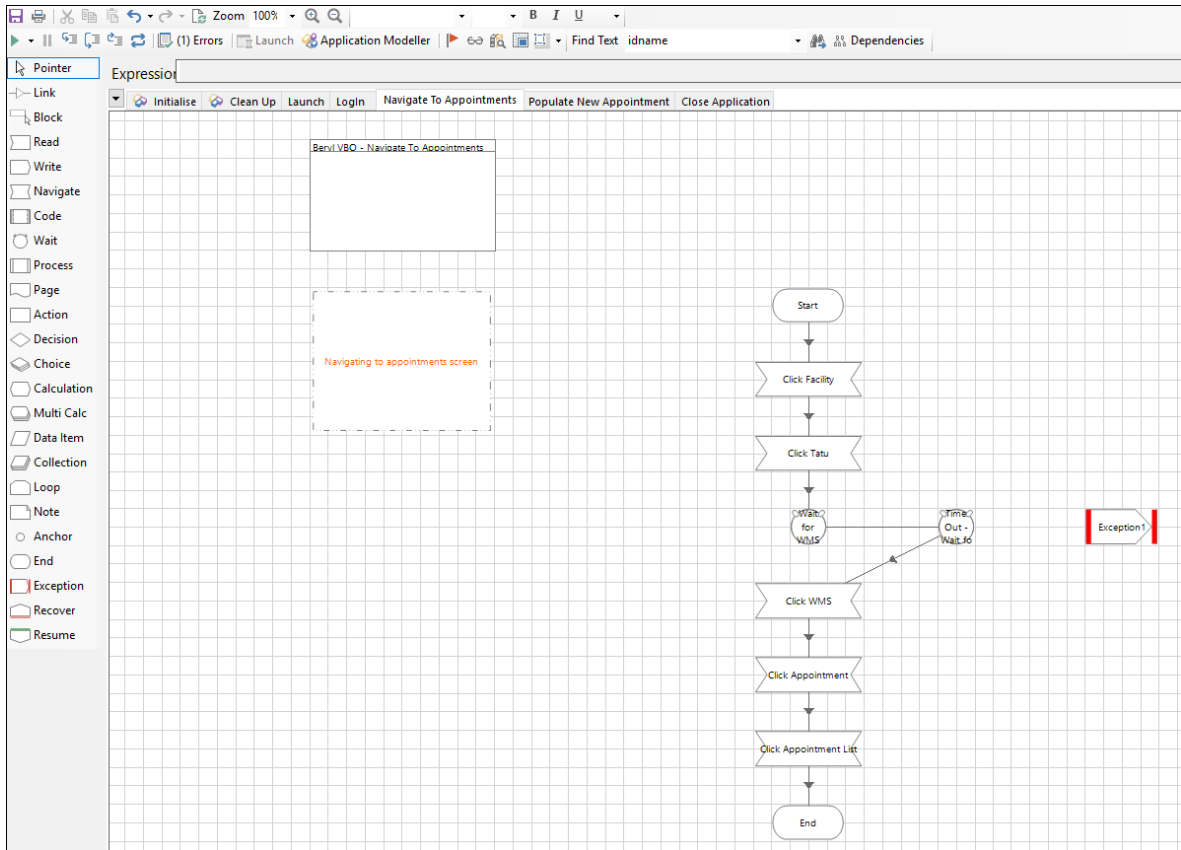 Zoom 100% B I U
(1) Errors Launch Application Modeller Find Text idname Dependencies
Pointer
Link
Block
Read
Write
Navigate
Code
Wait
Process
Page
Action
Decision
Choice
Calculation
Multi Calc
Data Item
Collection
Loop
Note
Anchor
End
Exception
Recover
Resume
Expression
Initialise Clean Up Launch LogIn Navigate To Appointments Populate New Appointment Close Application
Beryl VBO - Navigate To Appointments
Navigating to appointments screen
Start
Click Facility
Click Tatu
Wait
for
WMS
Time
Out -
Wait fo
Exception1
Click WMS
Click Appointment
Click Appointment List
End